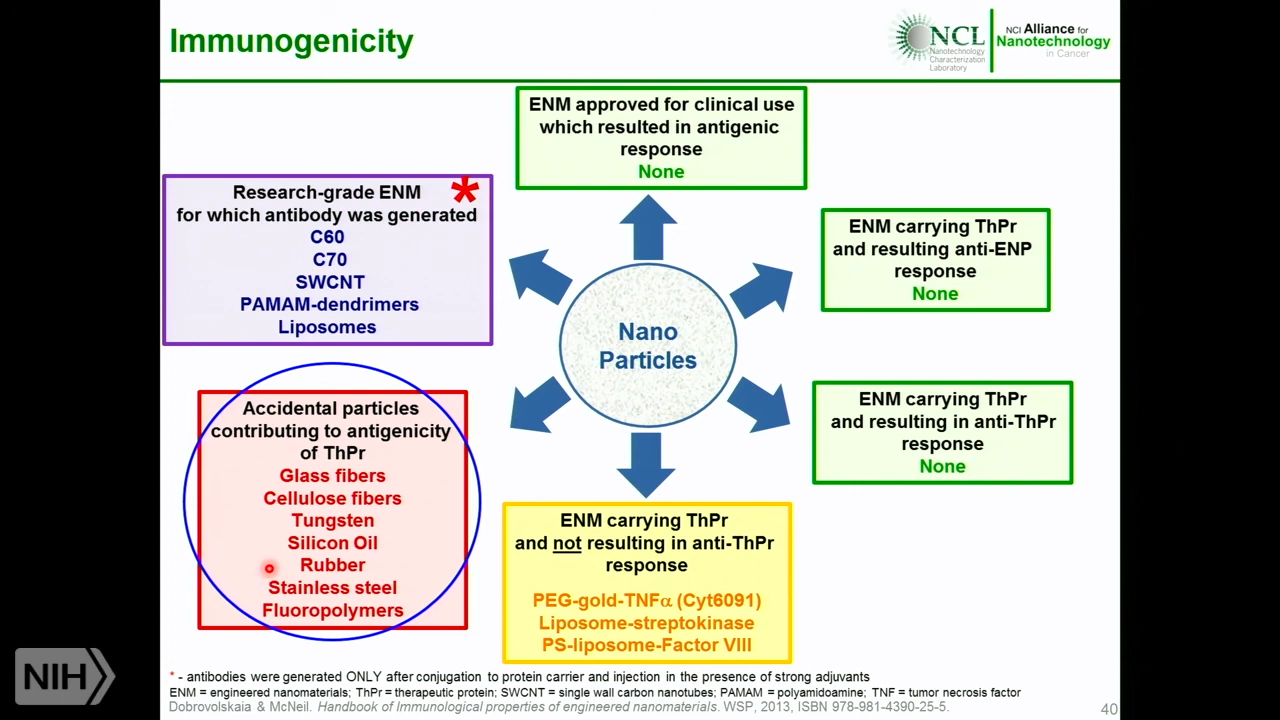 Immunogenicity
NCL
Nanotechnology
Characterization
Laboratory
NCI Alliance for
Nanotechnology
in Cancer
ENM approved for clinical use
which resulted in antigenic
response
None
Research-grade ENM *
for which antibody was generated
C60
C70
SWCNT
PAMAM-dendrimers
Liposomes
ENM carrying ThPr
and resulting anti-ENP
response
None
Nano
Particles
Accidental particles
contributing to antigenicity
of ThPr
Glass fibers
Cellulose fibers
Tungsten
Silicon Oil
Rubber
Stainless steel
Fluoropolymers
ENM carrying ThPr
and resulting in anti-ThPr
response
None
ENM carrying ThPr
and not resulting in anti-ThPr
response
PEG-gold-TNFα (Cyt6091)
Liposome-streptokinase
PS-liposome-Factor VIII
NIH
* - antibodies were generated ONLY after conjugation to protein carrier and injection in the presence of strong adjuvants
ENM = engineered nanomaterials; ThPr = therapeutic protein; SWCNT = single wall carbon nanotubes; PAMAM = polyamidoamine; TNF = tumor necrosis factor
Dobrovolskaia & McNeil. Handbook of Immunological properties of engineered nanomaterials. WSP, 2013, ISBN 978-981-4390-25-5.
40